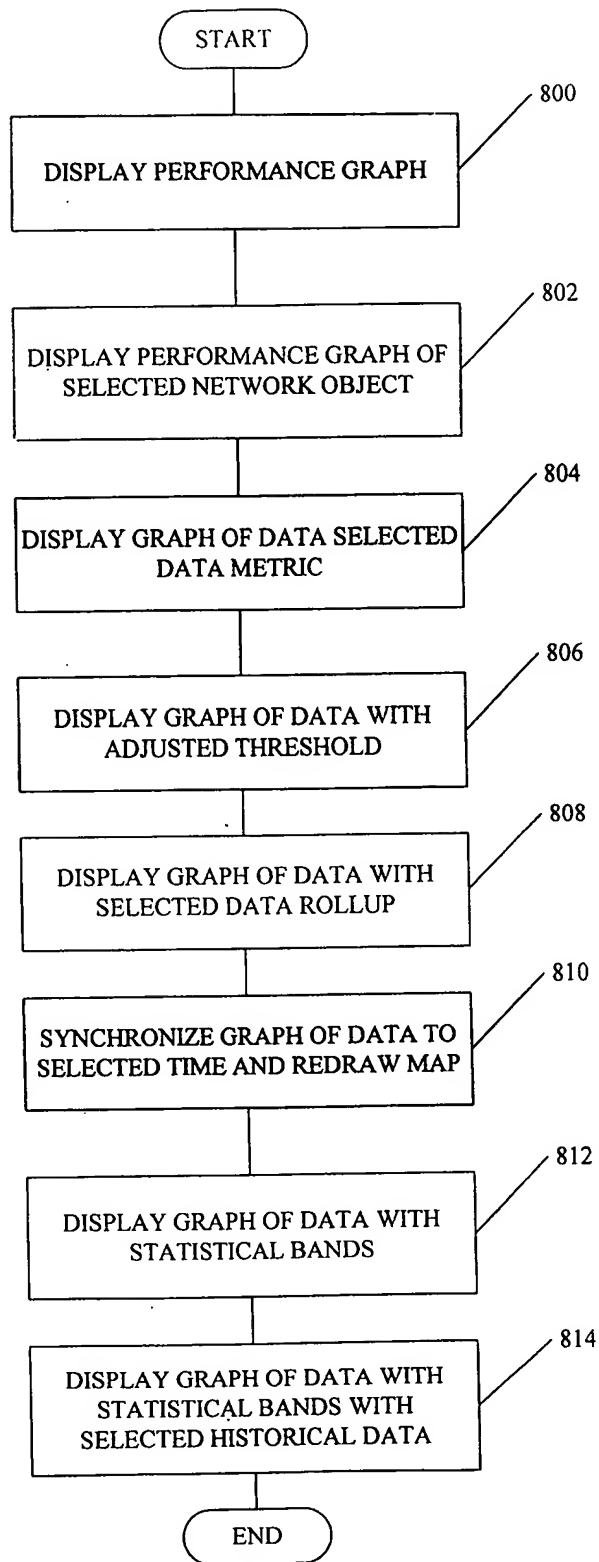 START
800
DISPLAY PERFORMANCE GRAPH
802
DISPLAY PERFORMANCE GRAPH OF
SELECTED NETWORK OBJECT
804
DISPLAY GRAPH OF DATA SELECTED
DATA METRIC
806
DISPLAY GRAPH OF DATA WITH
ADJUSTED THRESHOLD
808
DISPLAY GRAPH OF DATA WITH
SELECTED DATA ROLLUP
810
SYNCHRONIZE GRAPH OF DATA TO
SELECTED TIME AND REDRAW MAP
812
DISPLAY GRAPH OF DATA WITH
STATISTICAL BANDS
814
DISPLAY GRAPH OF DATA WITH
STATISTICAL BANDS WITH
SELECTED HISTORICAL DATA
END